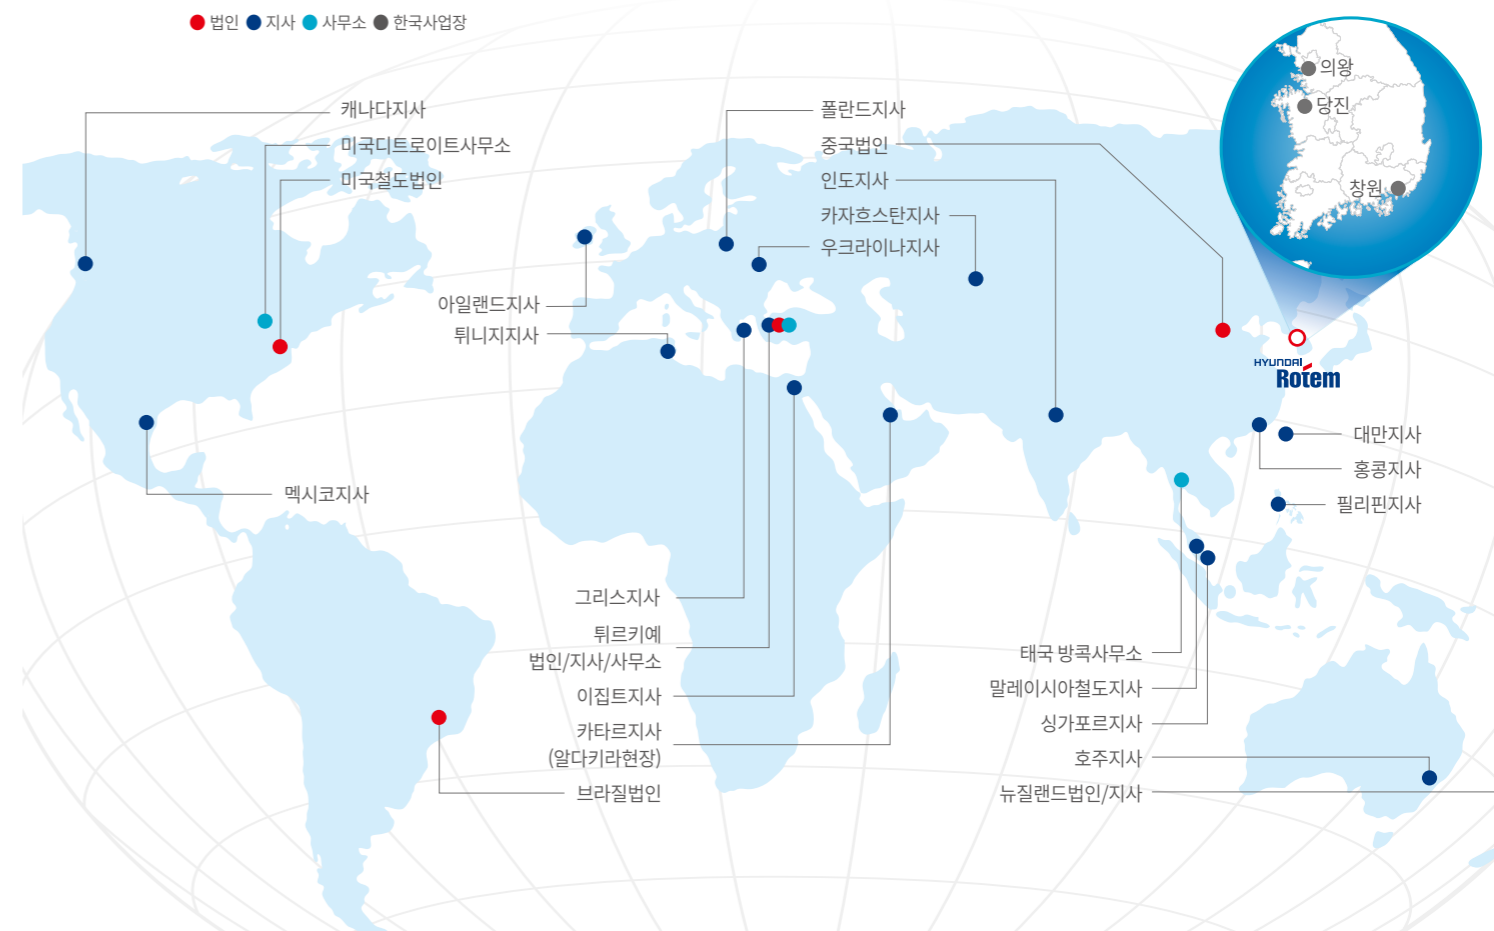 법인 지사 사무소 한국사업장
캐나다지사
미국디트로이트사무소
미국철도법인
멕시코지사
브라질법인
아일랜드지사
튀니지지사
그리스지사
튀르키예
법인/지사/사무소
이집트지사
카타르지사
(알다키라현장)
폴란드지사
중국법인
인도지사
카자흐스탄지사
우크라이나지사
의왕
당진
창원
HYUNDAI
Rotem
대만지사
홍콩지사
필리핀지사
태국 방콕사무소
말레이시아철도지사
싱가포르지사
호주지사
뉴질랜드법인/지사